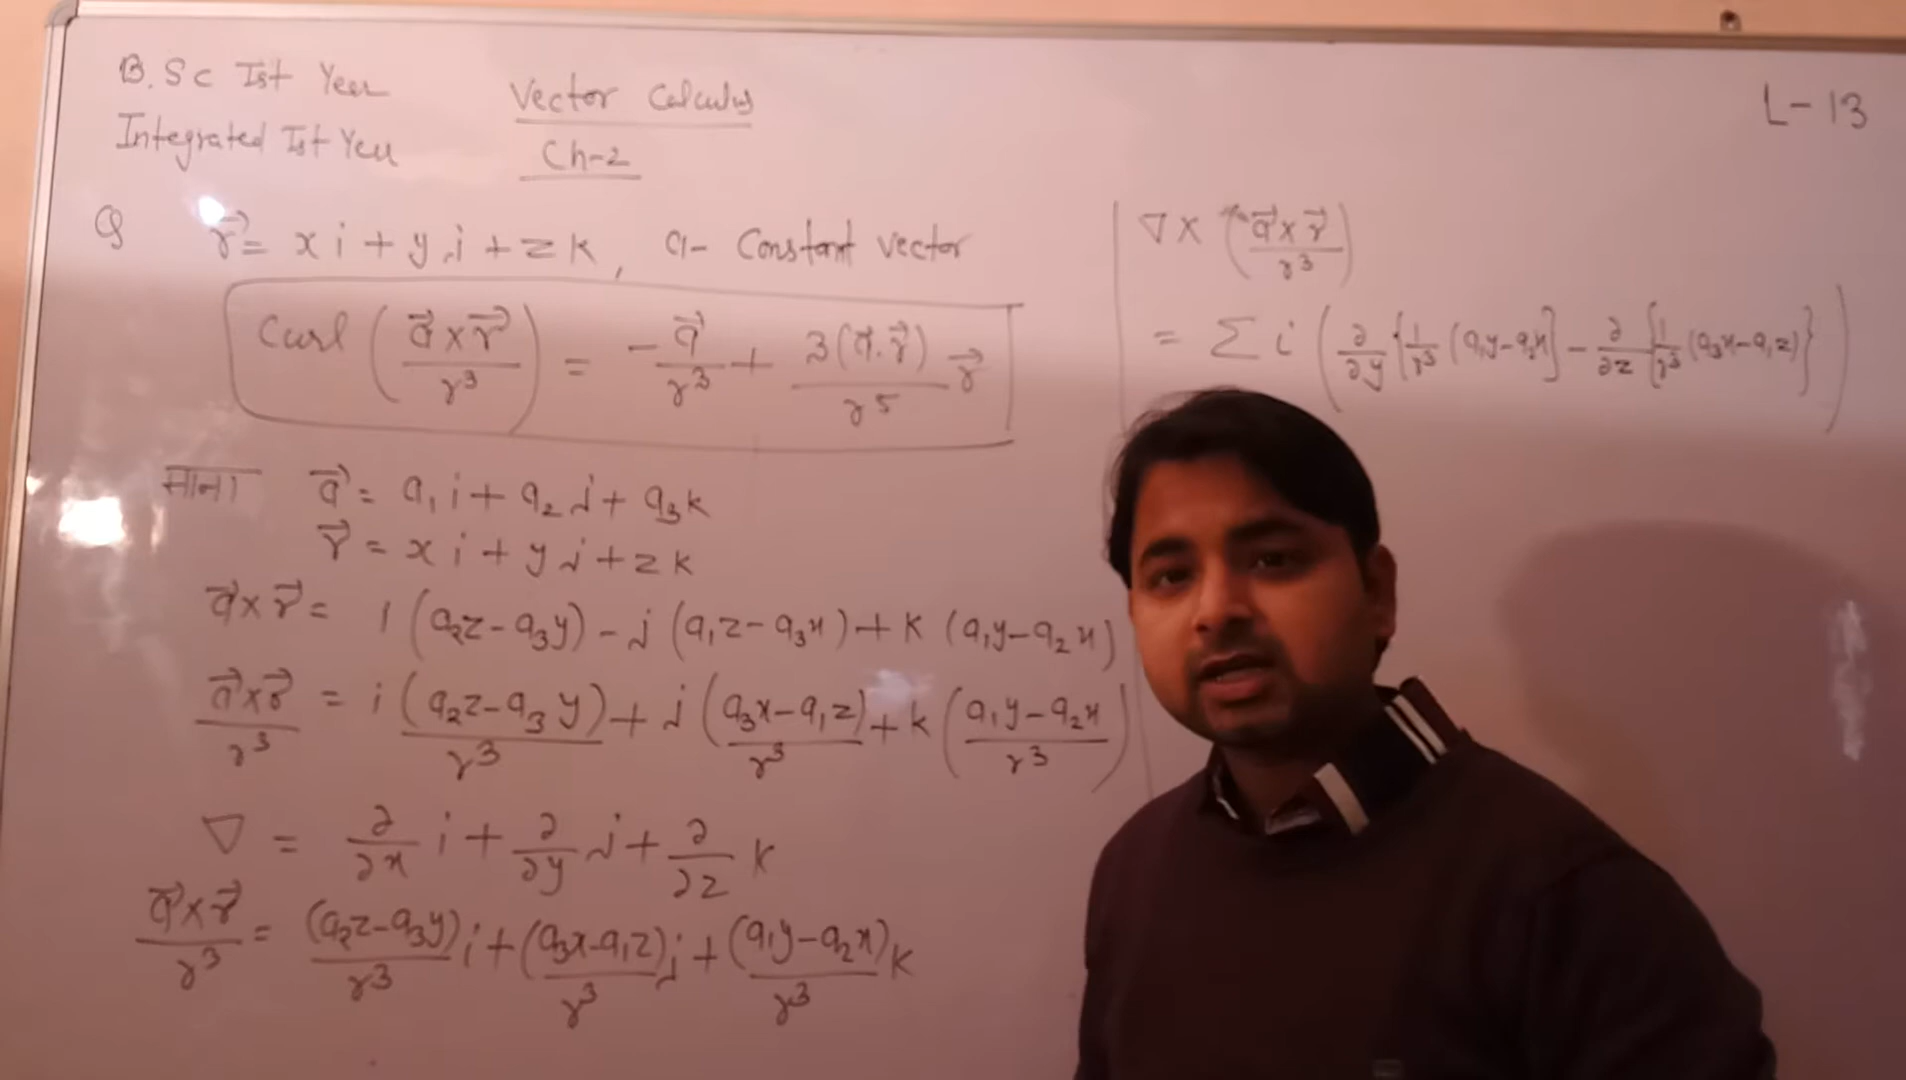 B.Sc Ist Year
Integrated Ist Year
Vector Calculus
Ch-2
L-13
Q r⃗ = x i + y j + z k, a- Constant vector
Curl (a⃗ × r⃗ / r³) = -a⃗ / r³ + 3(a⃗.r⃗) / r⁵ r⃗
माना a⃗ = a₁ i + a₂ j + a₃ k
r⃗ = x i + y j + z k
a⃗ × r⃗ = i (a₂z - a₃y) - j (a₁z - a₃x) + k (a₁y - a₂x)
a⃗ × r⃗ / r³ = i (a₂z - a₃y) / r³ + j (a₃x - a₁z) / r³ + k (a₁y - a₂x / r³)
∇ = ∂/∂x i + ∂/∂y j + ∂/∂z k
a⃗ × r⃗ / r³ = (a₂z - a₃y) / r³ i + (a₃x - a₁z) / r³ j + (a₁y - a₂x) / r³ k
∇ × (a⃗ × r⃗ / r³)
= Σ i (∂/∂y {1/r³ (a₁y - a₂x)} - ∂/∂z {1/r³ (a₃x - a₁z)})